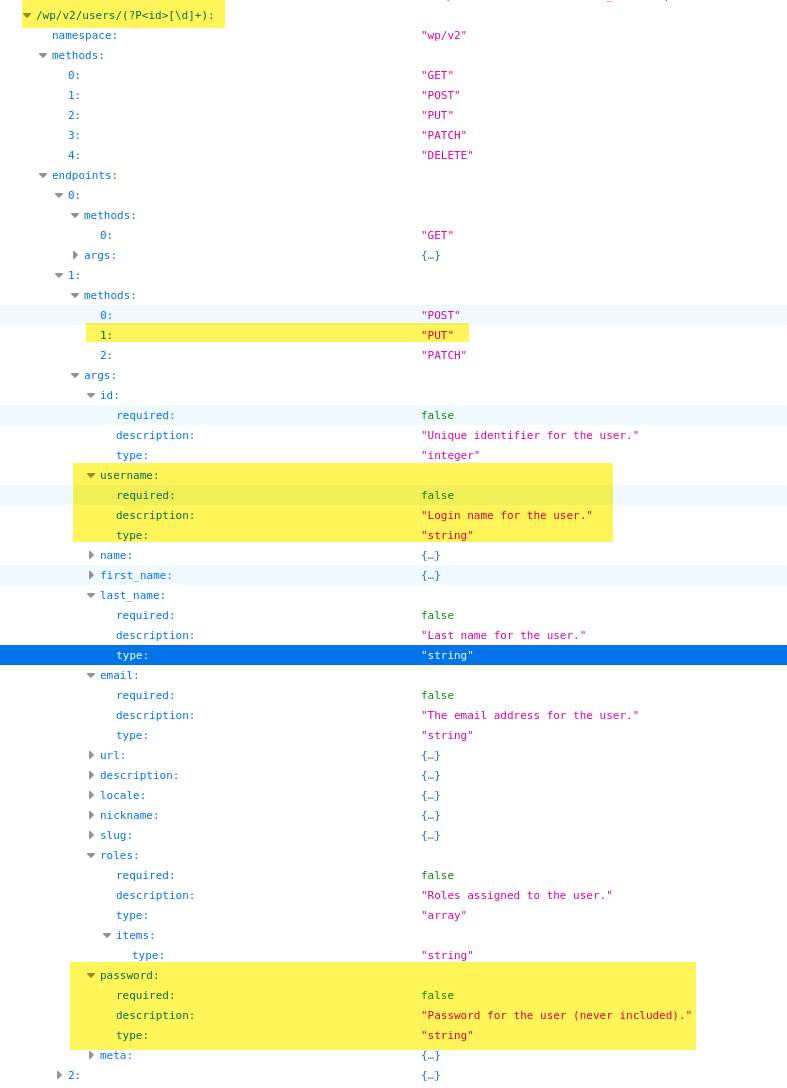 /wp/v2/users/(?P<id>[\d]+):
namespace: "wp/v2"
methods:
0: "GET"
1: "POST"
2: "PUT"
3: "PATCH"
4: "DELETE"
endpoints:
0:
methods:
0: "GET"
args: {…}
1:
methods:
0: "POST"
1: "PUT"
2: "PATCH"
args:
id:
required: false
description: "Unique identifier for the user."
type: "integer"
username:
required: false
description: "Login name for the user."
type: "string"
name: {…}
first_name: {…}
last_name:
required: false
description: "Last name for the user."
type: "string"
email:
required: false
description: "The email address for the user."
type: "string"
url: {…}
description: {…}
locale: {…}
nickname: {…}
slug: {…}
roles:
required: false
description: "Roles assigned to the user."
type: "array"
items:
type: "string"
password:
required: false
description: "Password for the user (never included)."
type: "string"
meta: {…}
2: {…}